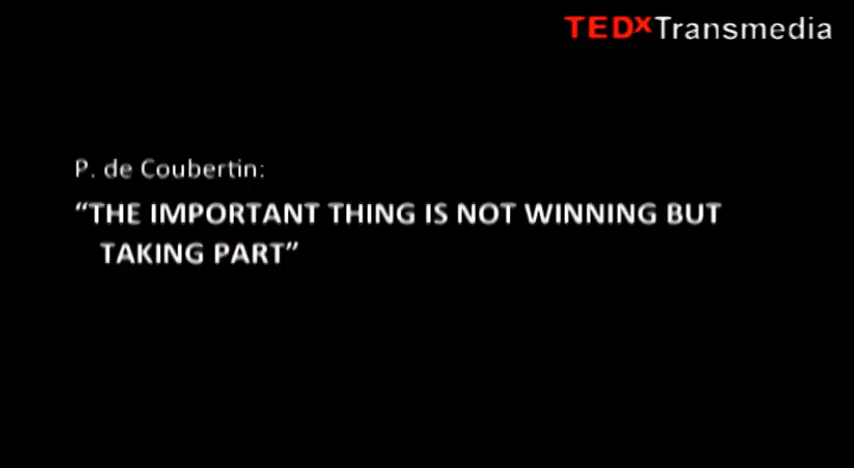 TEDxTransmedia
P. de Coubertin:
“THE IMPORTANT THING IS NOT WINNING BUT
TAKING PART”